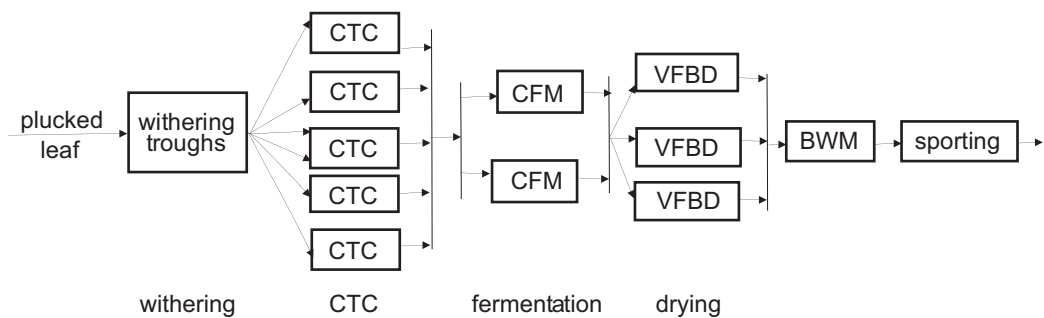 plucked
leaf
withering
troughs
CTC
CTC
CTC
CTC
CTC
CFM
CFM
VFBD
VFBD
VFBD
BWM
sporting
withering
CTC
fermentation
drying